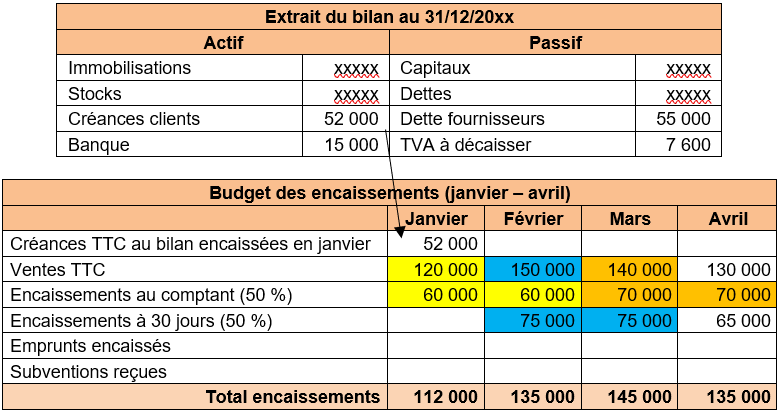 Extrait du bilan au 31/12/20xx
Actif Passif
Immobilisations xxxxx Capitaux xxxxx
Stocks xxxxx Dettes xxxxx
Créances clients 52 000 Dette fournisseurs 55 000
Banque 15 000 TVA à décaisser 7 600
Budget des encaissements (janvier – avril)
Janvier Février Mars Avril
Créances TTC au bilan encaissées en janvier 52 000
Ventes TTC 120 000 150 000 140 000 130 000
Encaissements au comptant (50 %) 60 000 60 000 70 000 70 000
Encaissements à 30 jours (50 %) 75 000 75 000 65 000
Emprunts encaissés
Subventions reçues
Total encaissements 112 000 135 000 145 000 135 000